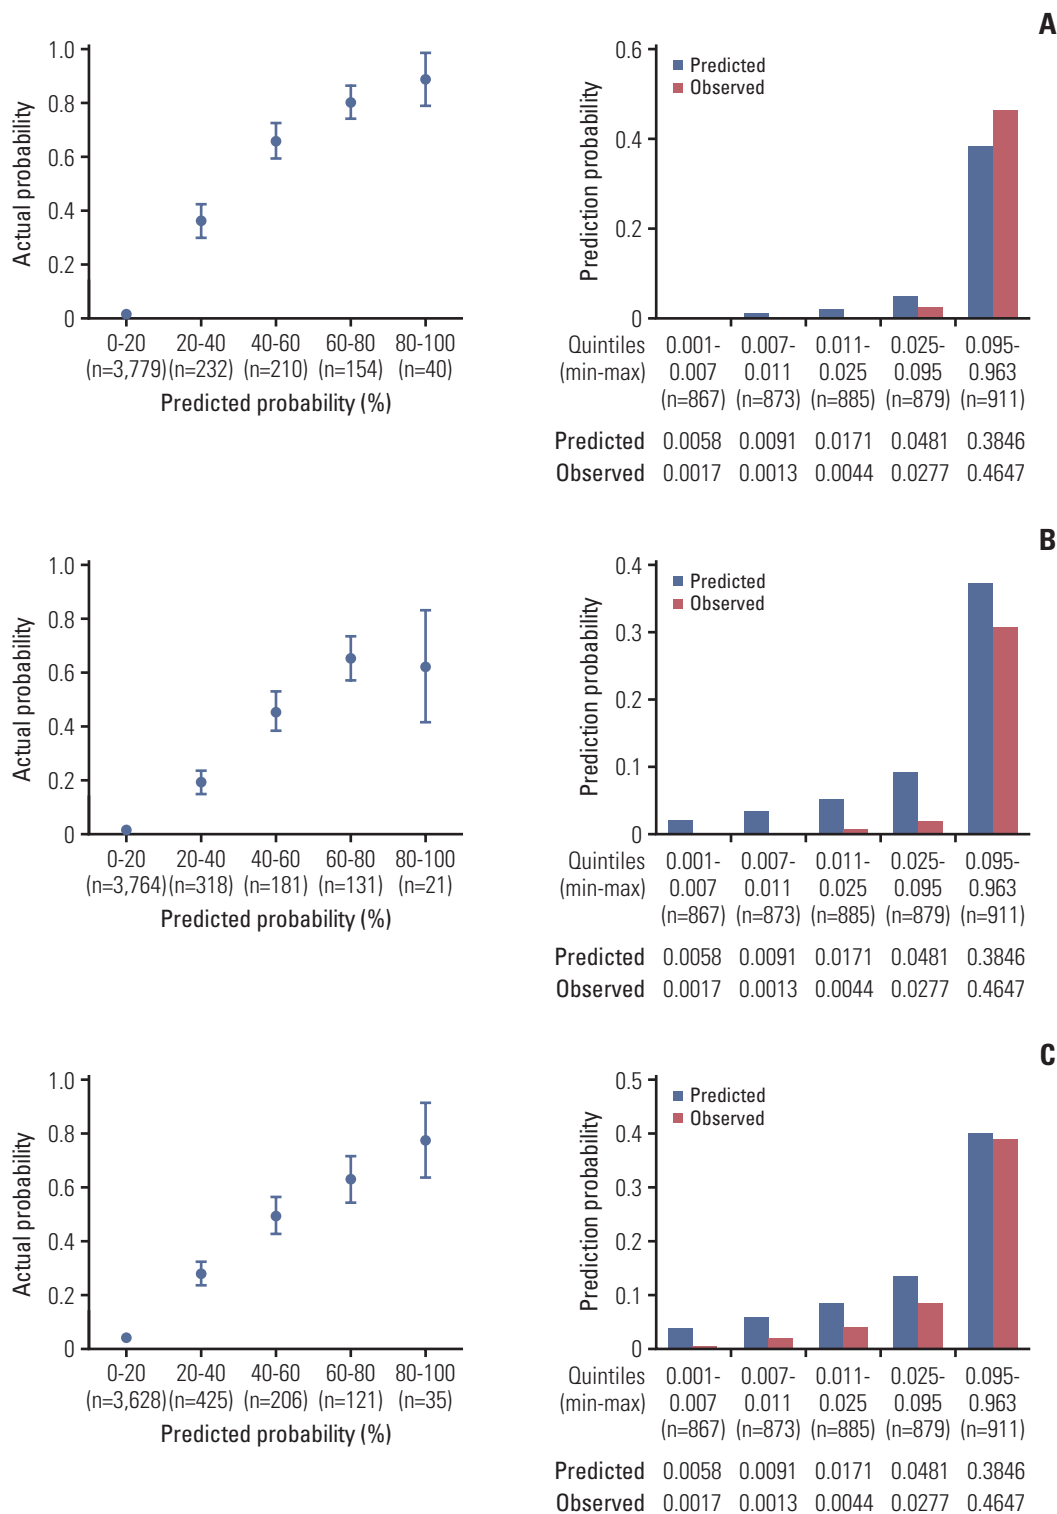 A
1.0
0.8
0.6
0.4
0.2
0
Actual probability
0-20 20-40 40-60 60-80 80-100
(n=3,779) (n=232) (n=210) (n=154) (n=40)
Predicted probability (%)
0.6
0.4
0.2
0
Prediction probability
Predicted
Observed
Quintiles 0.001- 0.007- 0.011- 0.025- 0.095-
(min-max) 0.007 0.011 0.025 0.095 0.963
(n=867) (n=873) (n=885) (n=879) (n=911)
Predicted 0.0058 0.0091 0.0171 0.0481 0.3846
Observed 0.0017 0.0013 0.0044 0.0277 0.4647
B
1.0
0.8
0.6
0.4
0.2
0
Actual probability
0-20 20-40 40-60 60-80 80-100
(n=3,764) (n=318) (n=181) (n=131) (n=21)
Predicted probability (%)
0.4
0.3
0.2
0.1
0
Prediction probability
Predicted
Observed
Quintiles 0.001- 0.007- 0.011- 0.025- 0.095-
(min-max) 0.007 0.011 0.025 0.095 0.963
(n=867) (n=873) (n=885) (n=879) (n=911)
Predicted 0.0058 0.0091 0.0171 0.0481 0.3846
Observed 0.0017 0.0013 0.0044 0.0277 0.4647
C
1.0
0.8
0.6
0.4
0.2
0
Actual probability
0-20 20-40 40-60 60-80 80-100
(n=3,628) (n=425) (n=206) (n=121) (n=35)
Predicted probability (%)
0.5
0.4
0.3
0.2
0.1
0
Prediction probability
Predicted
Observed
Quintiles 0.001- 0.007- 0.011- 0.025- 0.095-
(min-max) 0.007 0.011 0.025 0.095 0.963
(n=867) (n=873) (n=885) (n=879) (n=911)
Predicted 0.0058 0.0091 0.0171 0.0481 0.3846
Observed 0.0017 0.0013 0.0044 0.0277 0.4647